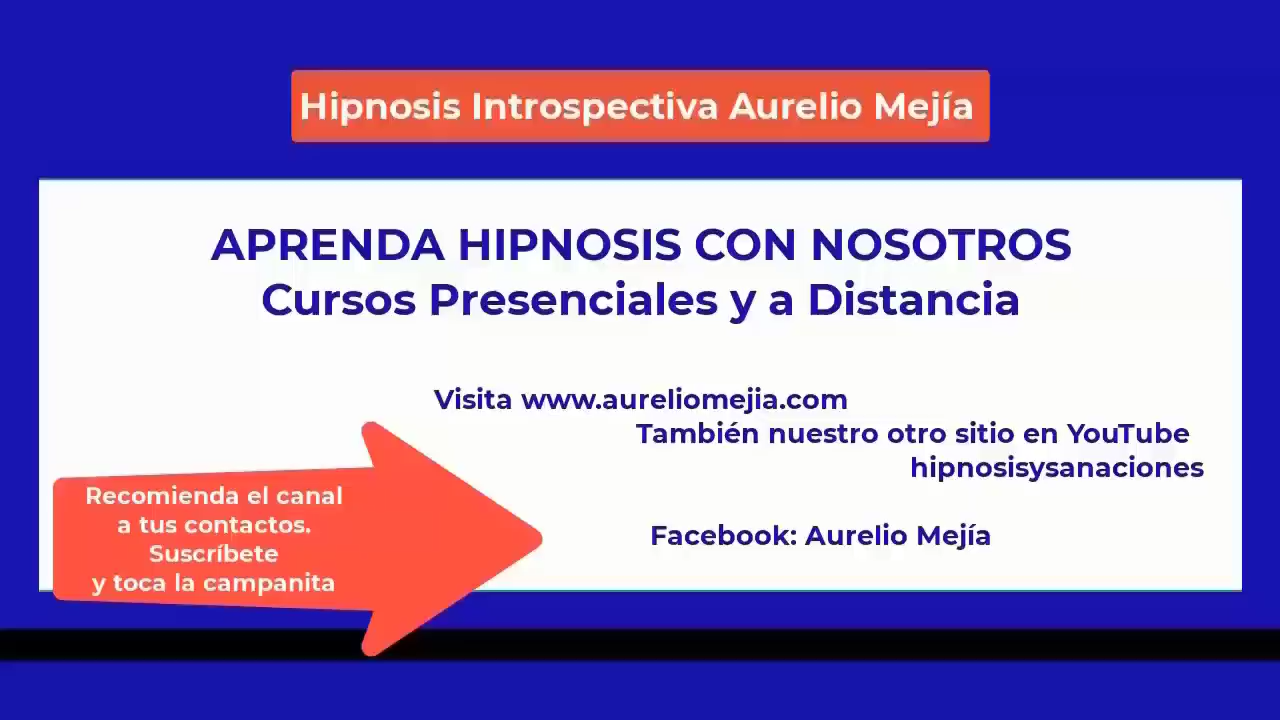 Hipnosis Introspectiva Aurelio Mejía
APRENDA HIPNOSIS CON NOSOTROS
Cursos Presenciales y a Distancia
Visita www.aureliomejia.com
También nuestro otro sitio en YouTube
hipnosisysanaciones
Recomienda el canal
a tus contactos.
Suscríbete
y toca la campanita
Facebook: Aurelio Mejía